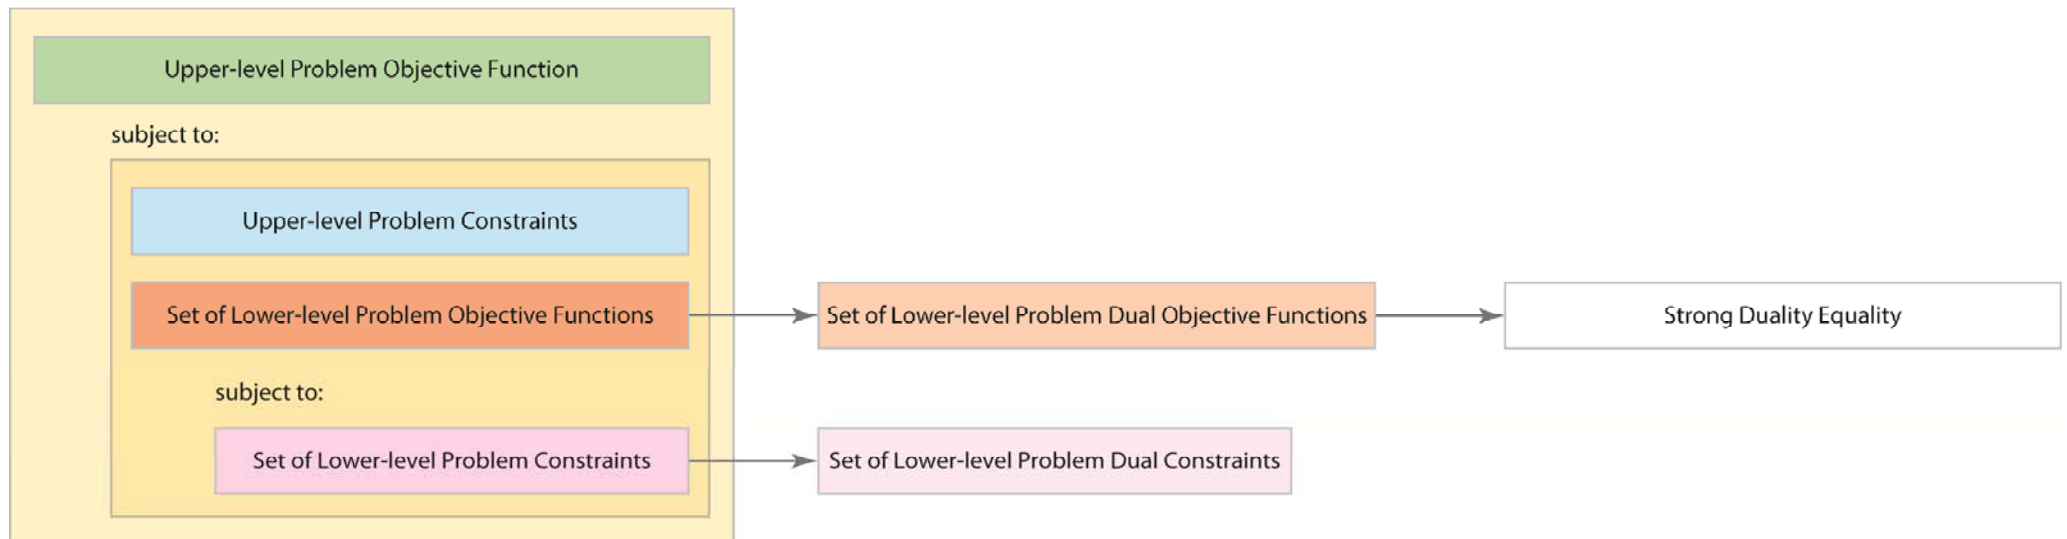 Upper-level Problem Objective Function
subject to:
Upper-level Problem Constraints
Set of Lower-level Problem Objective Functions
Set of Lower-level Problem Dual Objective Functions
Strong Duality Equality
subject to:
Set of Lower-level Problem Constraints
Set of Lower-level Problem Dual Constraints